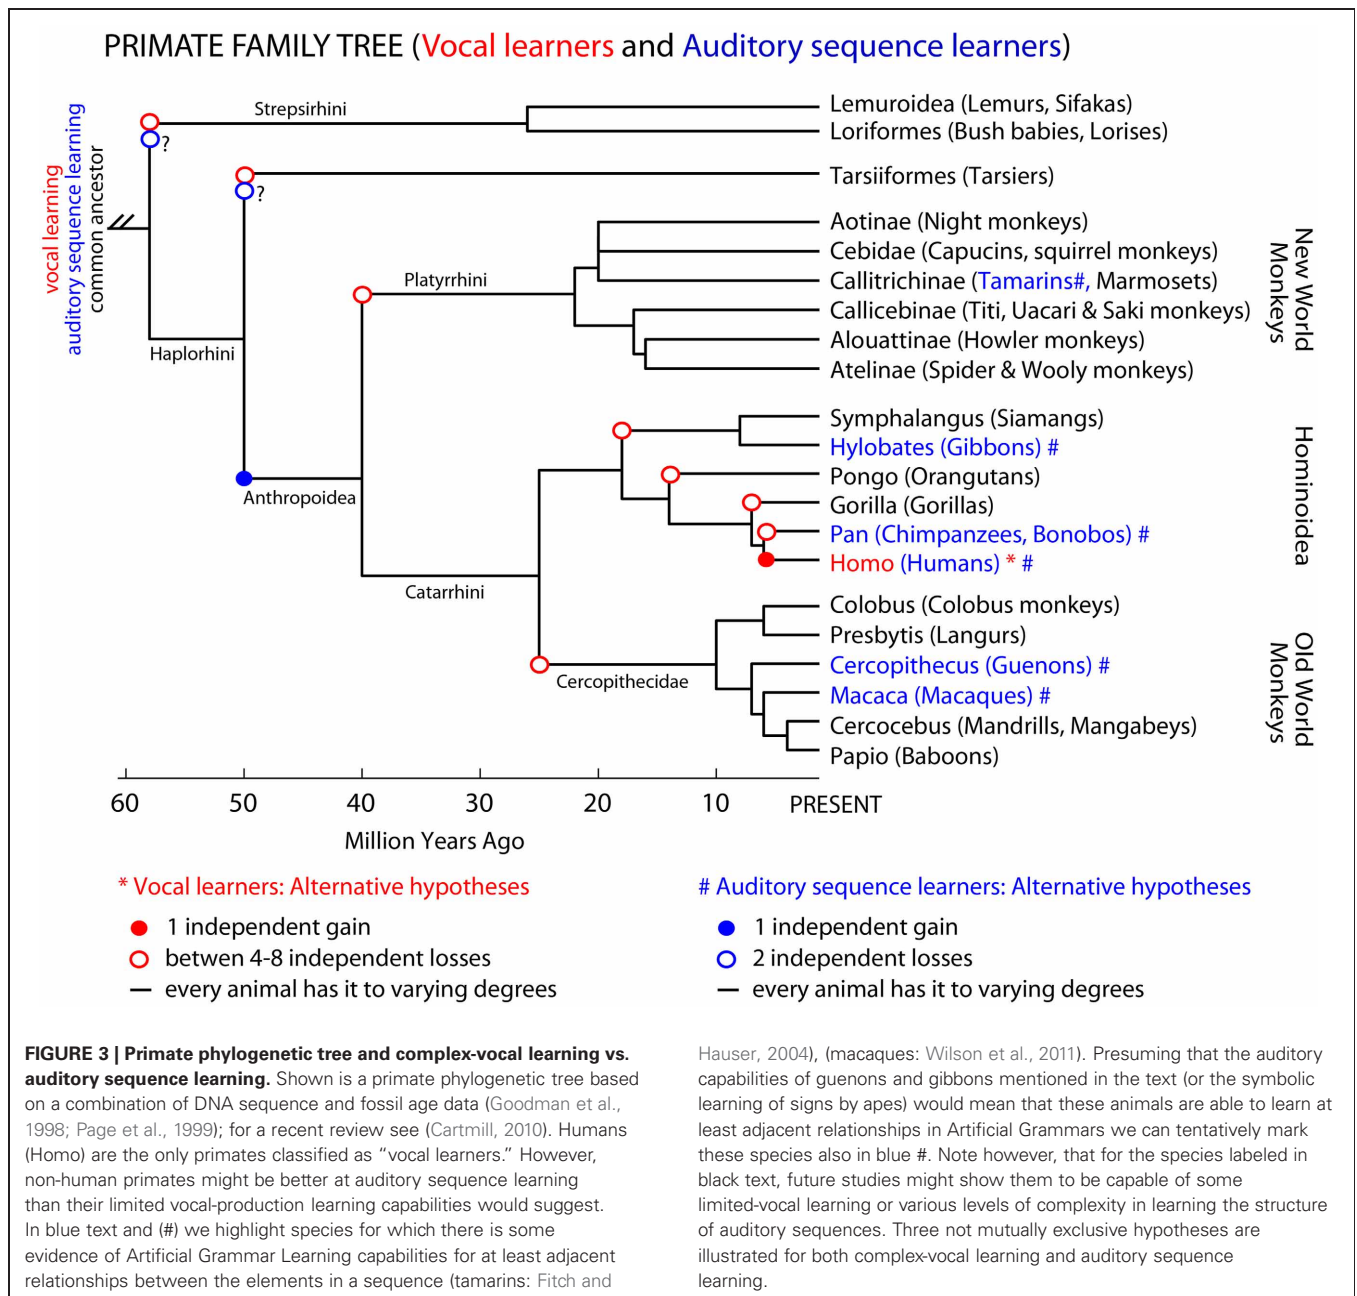 PRIMATE FAMILY TREE (Vocal learners and Auditory sequence learners)
vocal learning
auditory sequence learning
common ancestor
Strepsirhini
?
?
Haplorhini
Anthropoidea
Platyrrhini
Catarrhini
Cercopithecidae
Lemuroidea (Lemurs, Sifakas)
Loriformes (Bush babies, Lorises)
Tarsiiformes (Tarsiers)
Aotinae (Night monkeys)
Cebidae (Capucins, squirrel monkeys)
Callitrichinae (Tamarins#, Marmosets)
Callicebinae (Titi, Uacari & Saki monkeys)
Alouattinae (Howler monkeys)
Atelinae (Spider & Wooly monkeys)
New World
Monkeys
Symphalangus (Siamangs)
Hylobates (Gibbons) #
Pongo (Orangutans)
Gorilla (Gorillas)
Pan (Chimpanzees, Bonobos) #
Homo (Humans) * #
Hominoidea
Colobus (Colobus monkeys)
Presbytis (Langurs)
Cercopithecus (Guenons) #
Macaca (Macaques) #
Cercocebus (Mandrills, Mangabeys)
Papio (Baboons)
Old World
Monkeys
60 50 40 30 20 10 PRESENT
Million Years Ago
* Vocal learners: Alternative hypotheses
1 independent gain
betwen 4-8 independent losses
every animal has it to varying degrees
# Auditory sequence learners: Alternative hypotheses
1 independent gain
2 independent losses
every animal has it to varying degrees
FIGURE 3 | Primate phylogenetic tree and complex-vocal learning vs.
auditory sequence learning. Shown is a primate phylogenetic tree based
on a combination of DNA sequence and fossil age data (Goodman et al.,
1998; Page et al., 1999); for a recent review see (Cartmill, 2010). Humans
(Homo) are the only primates classified as “vocal learners.” However,
non-human primates might be better at auditory sequence learning
than their limited vocal-production learning capabilities would suggest.
In blue text and (#) we highlight species for which there is some
evidence of Artificial Grammar Learning capabilities for at least adjacent
relationships between the elements in a sequence (tamarins: Fitch and
Hauser, 2004), (macaques: Wilson et al., 2011). Presuming that the auditory
capabilities of guenons and gibbons mentioned in the text (or the symbolic
learning of signs by apes) would mean that these animals are able to learn at
least adjacent relationships in Artificial Grammars we can tentatively mark
these species also in blue #. Note however, that for the species labeled in
black text, future studies might show them to be capable of some
limited-vocal learning or various levels of complexity in learning the structure
of auditory sequences. Three not mutually exclusive hypotheses are
illustrated for both complex-vocal learning and auditory sequence
learning.